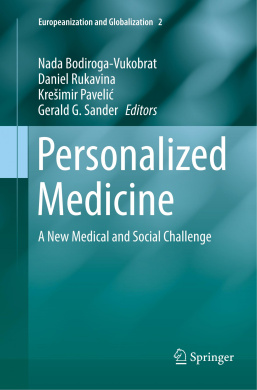 Europeanization and Globalization 2
Nada Bodiroga-Vukobrat
Daniel Rukavina
Krešimir Pavelić
Gerald G. Sander Editors
Personalized
Medicine
A New Medical and Social Challenge
Springer